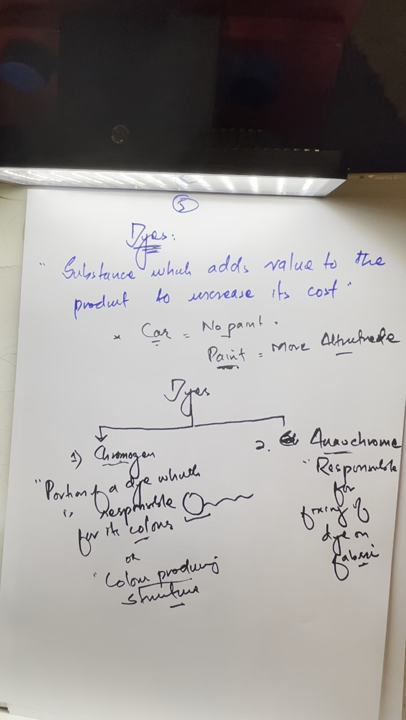 5
Dyes:
"Substance which adds value to the
product to increase its cost"
* Car = No paint.
Paint = More
Dyes
1) Chromogen
"Portion of a dye which
is responsible
for its colour
or
"Colour producing
structure
2. Auxochrome
"Responsible
for
fixing of
dye on
fabric